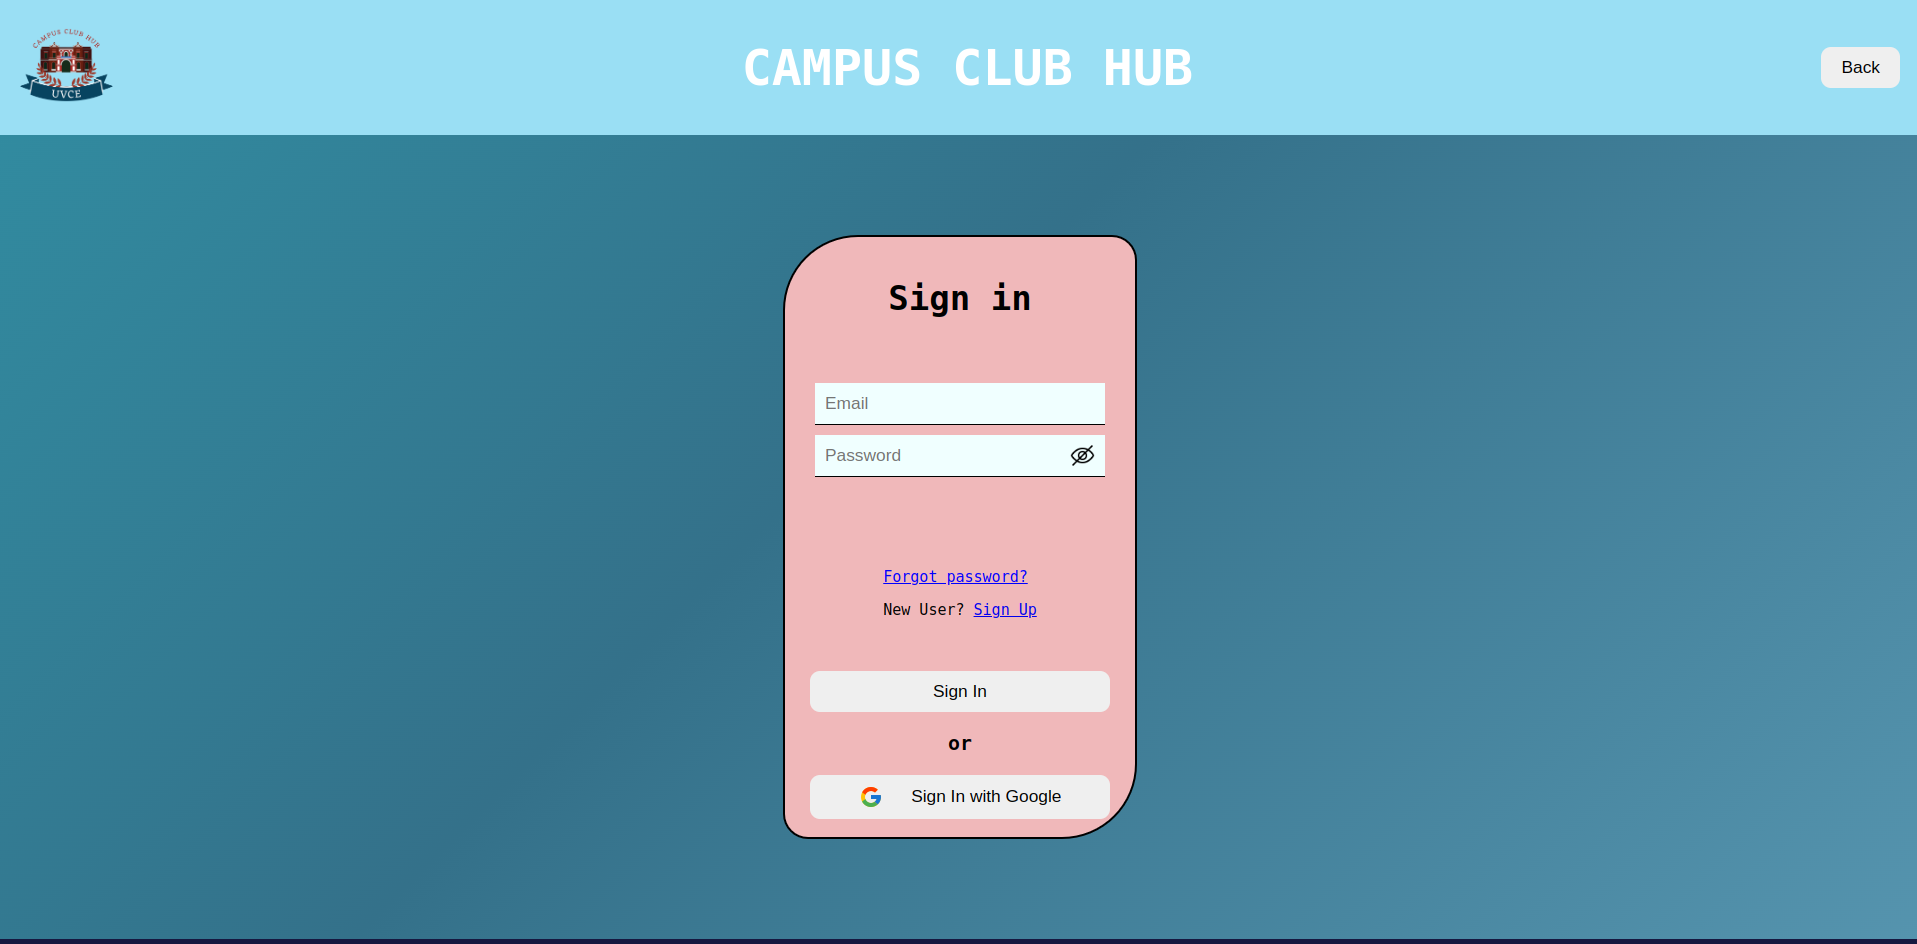 CAMPUS CLUB HUB
UVCE
CAMPUS CLUB HUB
Back
Sign in
Email
Password
Forgot password?
New User? Sign Up
Sign In
or
Sign In with Google